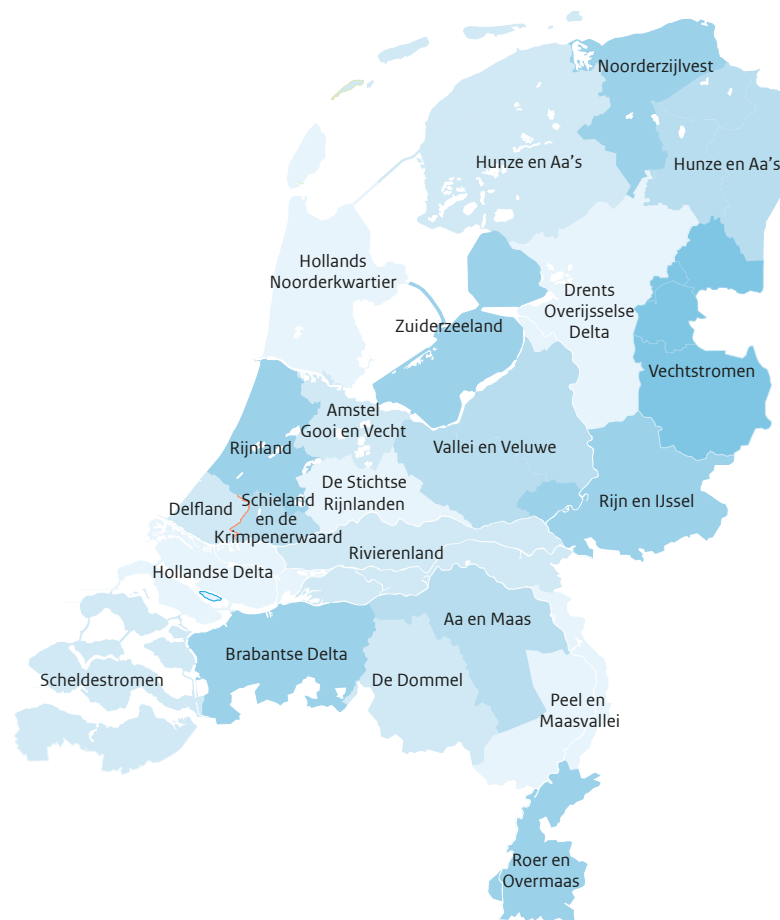 Noorderzijlvest
Hunze en Aa's
Hunze en Aa's
Hollands
Noorderkwartier
Zuiderzeeland
Drents
Overijsselse
Delta
Vechtstromen
Amstel
Gooi en Vecht
Rijnland
Vallei en Veluwe
De Stichtse
Rijnlanden
Rijn en IJssel
Delfland
Schieland
en de
Krimpenerwaard
Rivierenland
Hollandse Delta
Aa en Maas
Brabantse Delta
De Dommel
Scheldestromen
Peel en
Maasvallei
Roer en
Overmaas